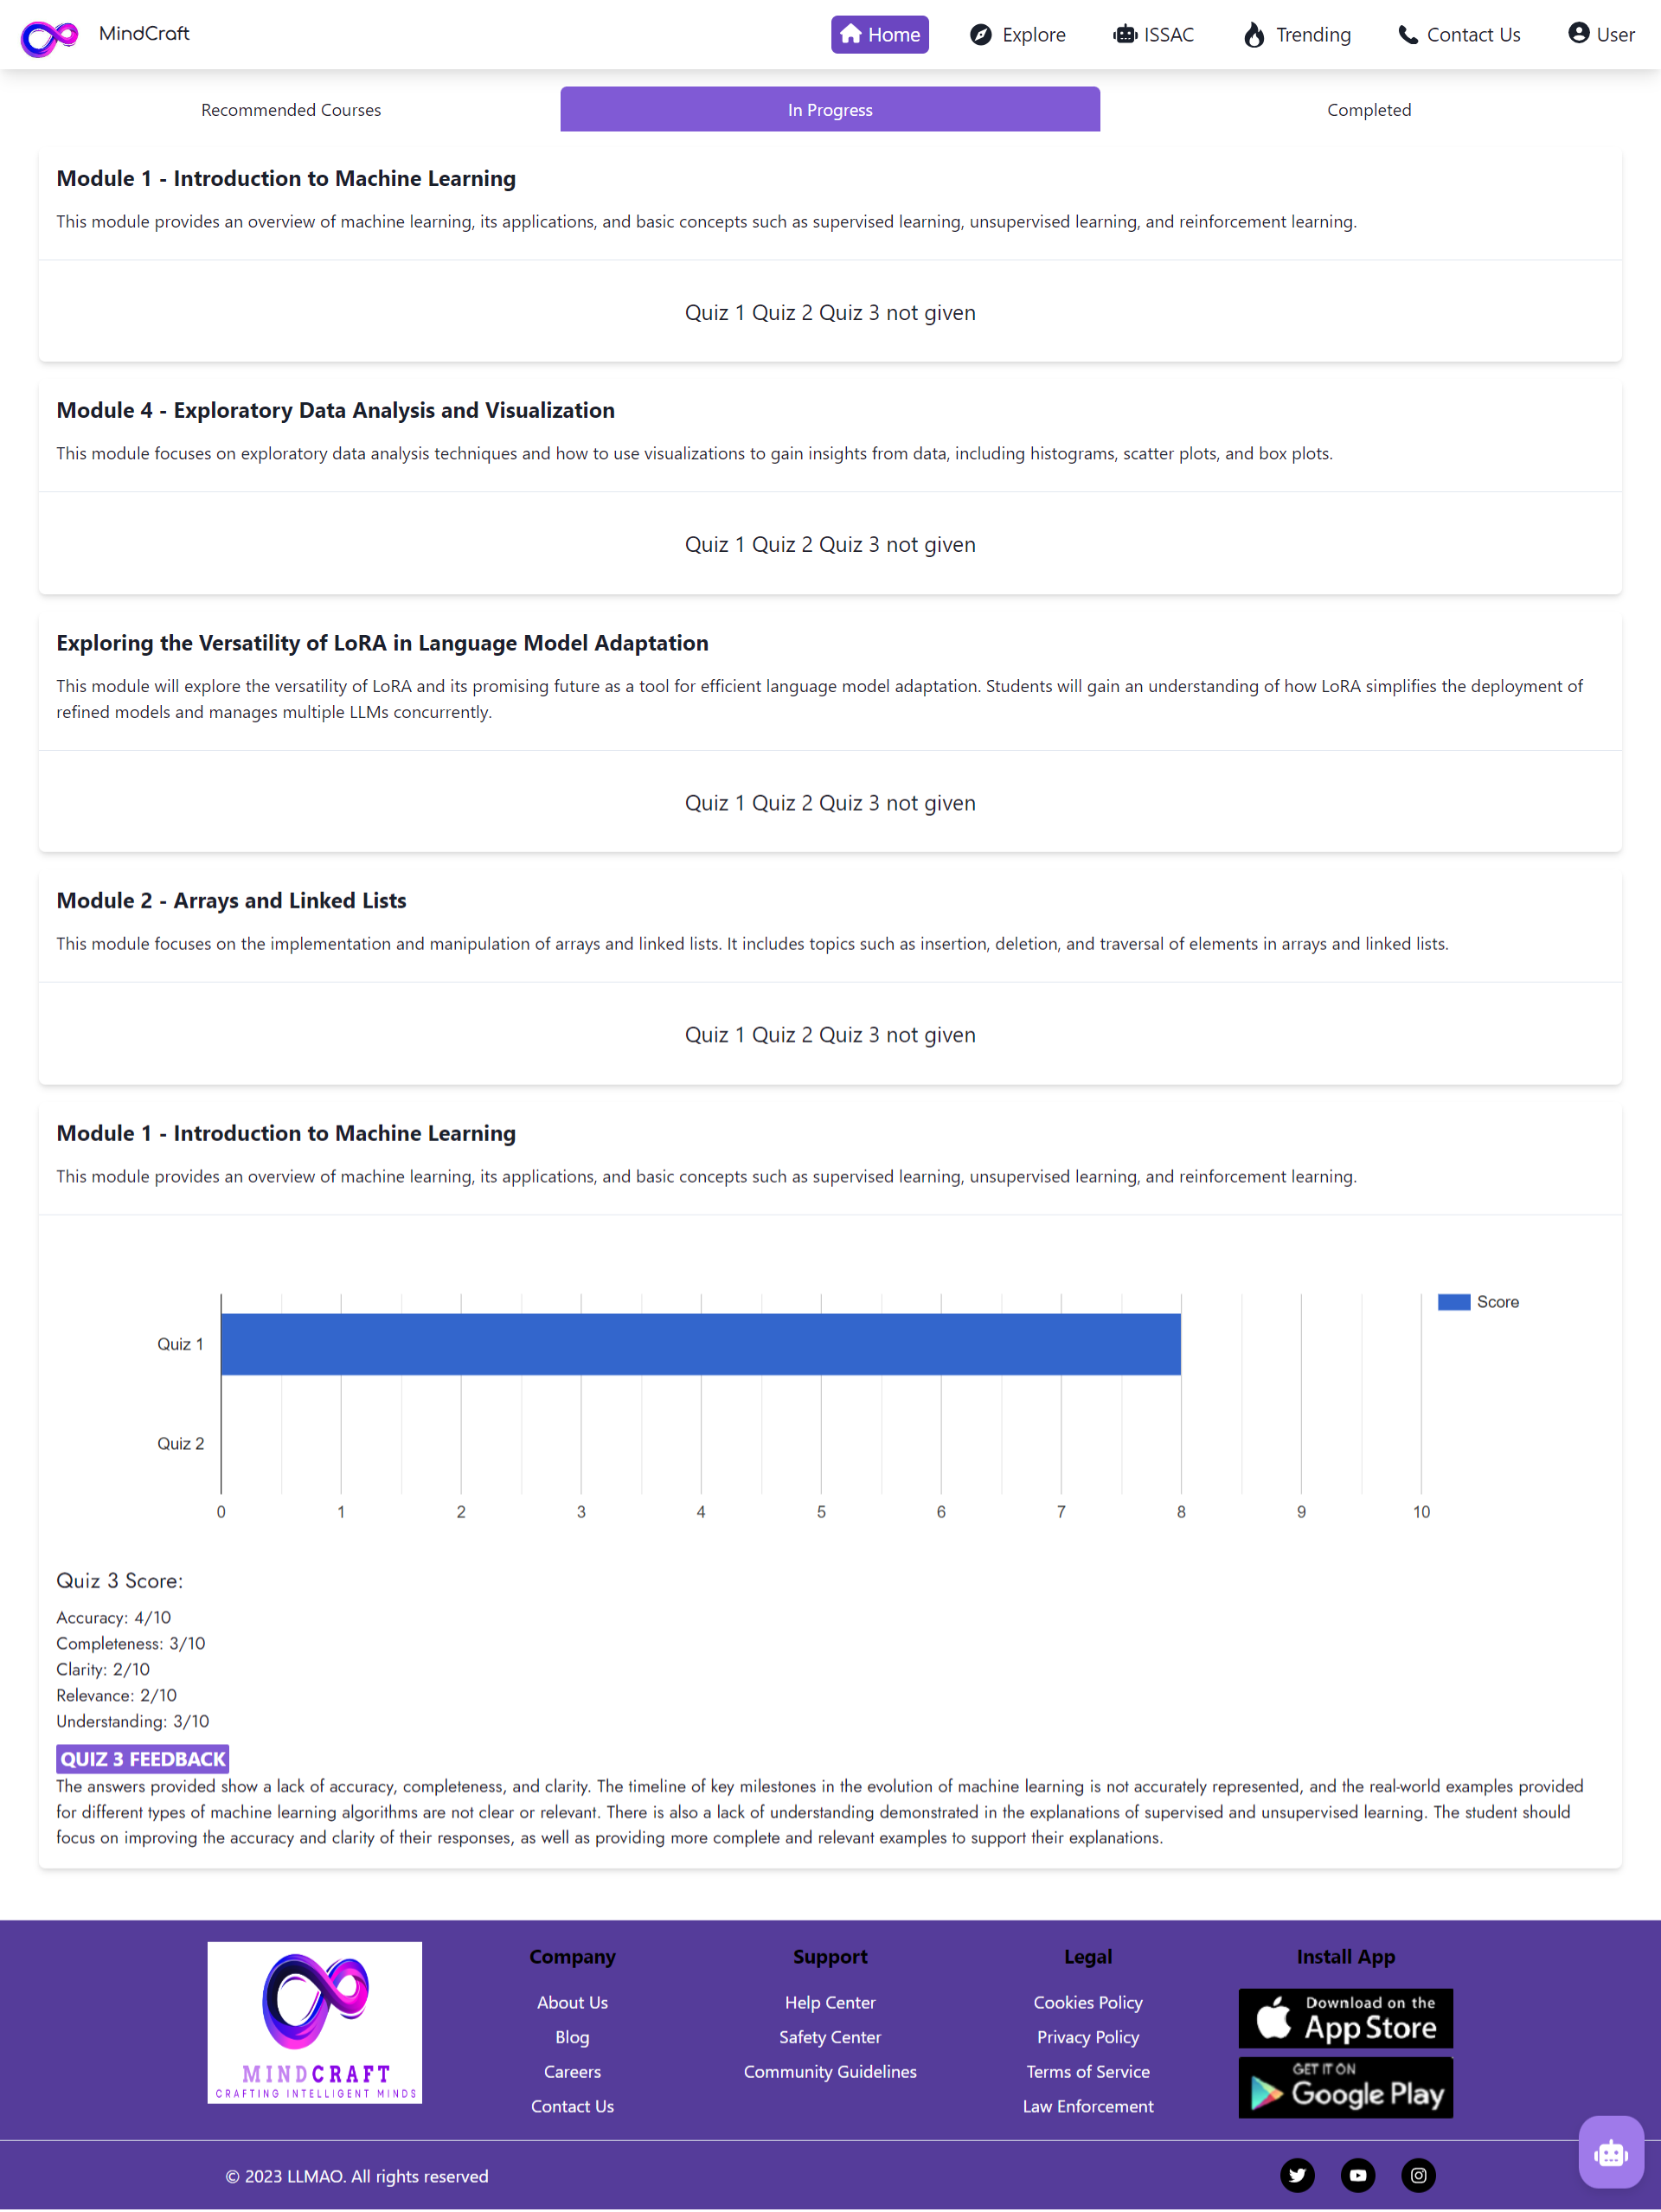 MindCraft
Home
Explore
ISSAC
Trending
Contact Us
User
Recommended Courses
In Progress
Completed
Module 1 - Introduction to Machine Learning
This module provides an overview of machine learning, its applications, and basic concepts such as supervised learning, unsupervised learning, and reinforcement learning.
Quiz 1 Quiz 2 Quiz 3 not given
Module 4 - Exploratory Data Analysis and Visualization
This module focuses on exploratory data analysis techniques and how to use visualizations to gain insights from data, including histograms, scatter plots, and box plots.
Quiz 1 Quiz 2 Quiz 3 not given
Exploring the Versatility of LoRA in Language Model Adaptation
This module will explore the versatility of LoRA and its promising future as a tool for efficient language model adaptation. Students will gain an understanding of how LoRA simplifies the deployment of
refined models and manages multiple LLMs concurrently.
Quiz 1 Quiz 2 Quiz 3 not given
Module 2 - Arrays and Linked Lists
This module focuses on the implementation and manipulation of arrays and linked lists. It includes topics such as insertion, deletion, and traversal of elements in arrays and linked lists.
Quiz 1 Quiz 2 Quiz 3 not given
Module 1 - Introduction to Machine Learning
This module provides an overview of machine learning, its applications, and basic concepts such as supervised learning, unsupervised learning, and reinforcement learning.
Score
Quiz 1
Quiz 2
0 1 2 3 4 5 6 7 8 9 10
Quiz 3 Score:
Accuracy: 4/10
Completeness: 3/10
Clarity: 2/10
Relevance: 2/10
Understanding: 3/10
QUIZ 3 FEEDBACK
The answers provided show a lack of accuracy, completeness, and clarity. The timeline of key milestones in the evolution of machine learning is not accurately represented, and the real-world examples provided
for different types of machine learning algorithms are not clear or relevant. There is also a lack of understanding demonstrated in the explanations of supervised and unsupervised learning. The student should
focus on improving the accuracy and clarity of their responses, as well as providing more complete and relevant examples to support their explanations.
MINDCRAFT
CRAFTING INTELLIGENT MINDS
Company
About Us
Blog
Careers
Contact Us
Support
Help Center
Safety Center
Community Guidelines
Legal
Cookies Policy
Privacy Policy
Terms of Service
Law Enforcement
Install App
Download on the
App Store
GET IT ON
Google Play
© 2023 LLMAO. All rights reserved